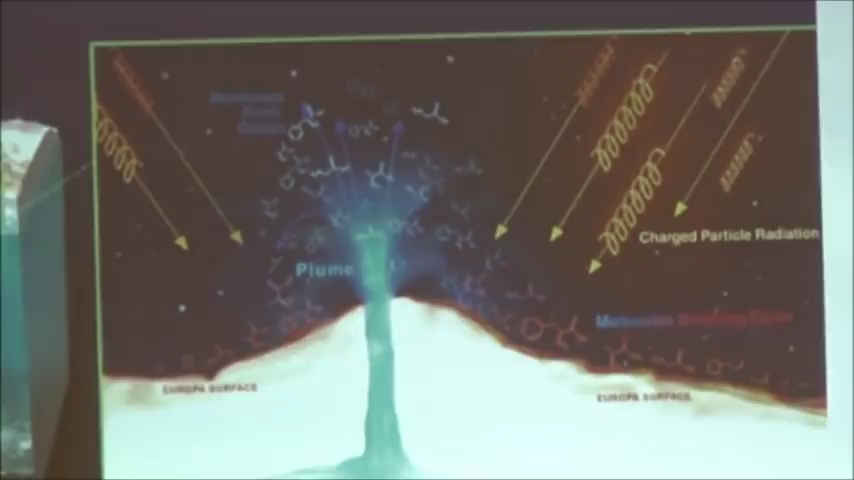 Charged Particle Radiation
Plume
Molecules Breaking Down
EUROPA SURFACE
EUROPA SURFACE